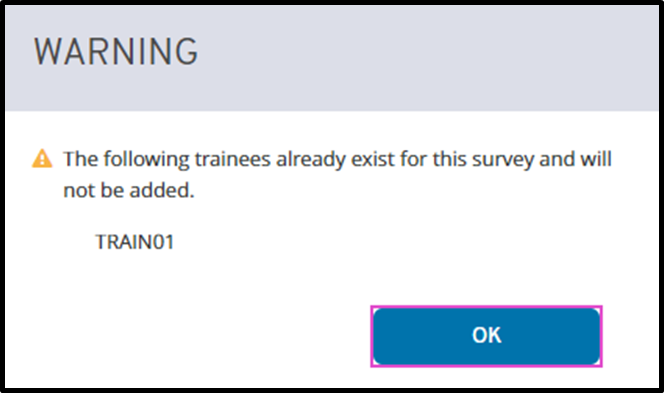 WARNING
The following trainees already exist for this survey and will
not be added.
TRAIN01
OK